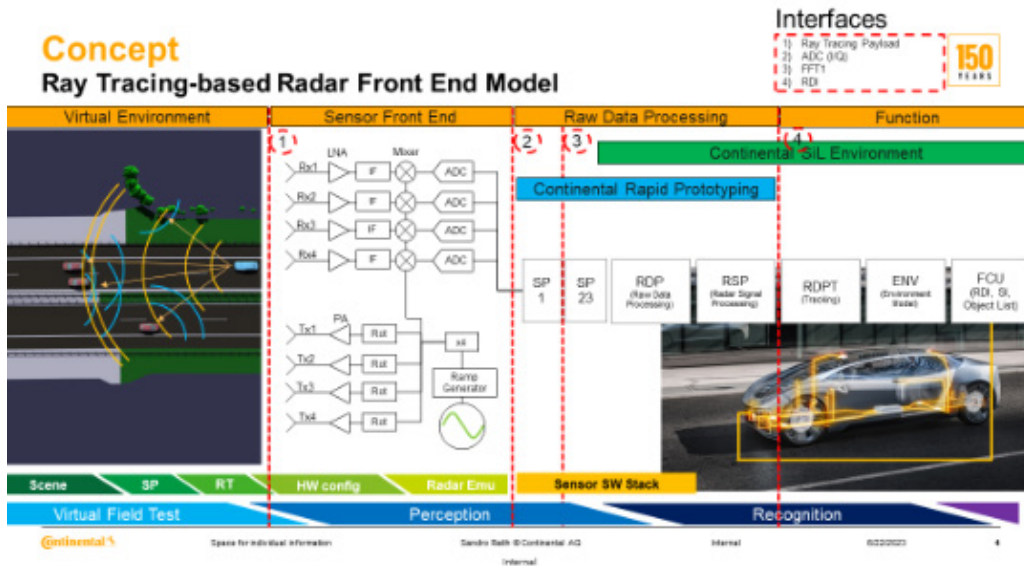 Interfaces
1) Ray Tracing Payload
2) ADC (I/Q)
3) FFT1
4) RDI
150
YEARS
Concept
Ray Tracing-based Radar Front End Model
Virtual Environment
Sensor Front End
Raw Data Processing
Function
1
2
3
4
Continental SiL Environment
Continental Rapid Prototyping
LNA
Mixer
Rx1
IF
ADC
Rx2
IF
ADC
Rx3
IF
ADC
Rx4
IF
ADC
SP
1
SP
23
RDP
(Raw Data
Processing)
RSP
(Radar Signal
Processing)
RDPT
(Tracking)
ENV
(Environment
Model)
FCU
(RDI, SI,
Object List)
PA
Tx1
Rot
x4
Tx2
Rot
Tx3
Rot
Tx4
Rot
Ramp
Generator
Scene
SP
RT
HW config
Radar Emu
Sensor SW Stack
Virtual Field Test
Perception
Recognition
Continental
Space for individual information
Sandro Reith © Continental AG
Internal
6/22/2023
4
Internal